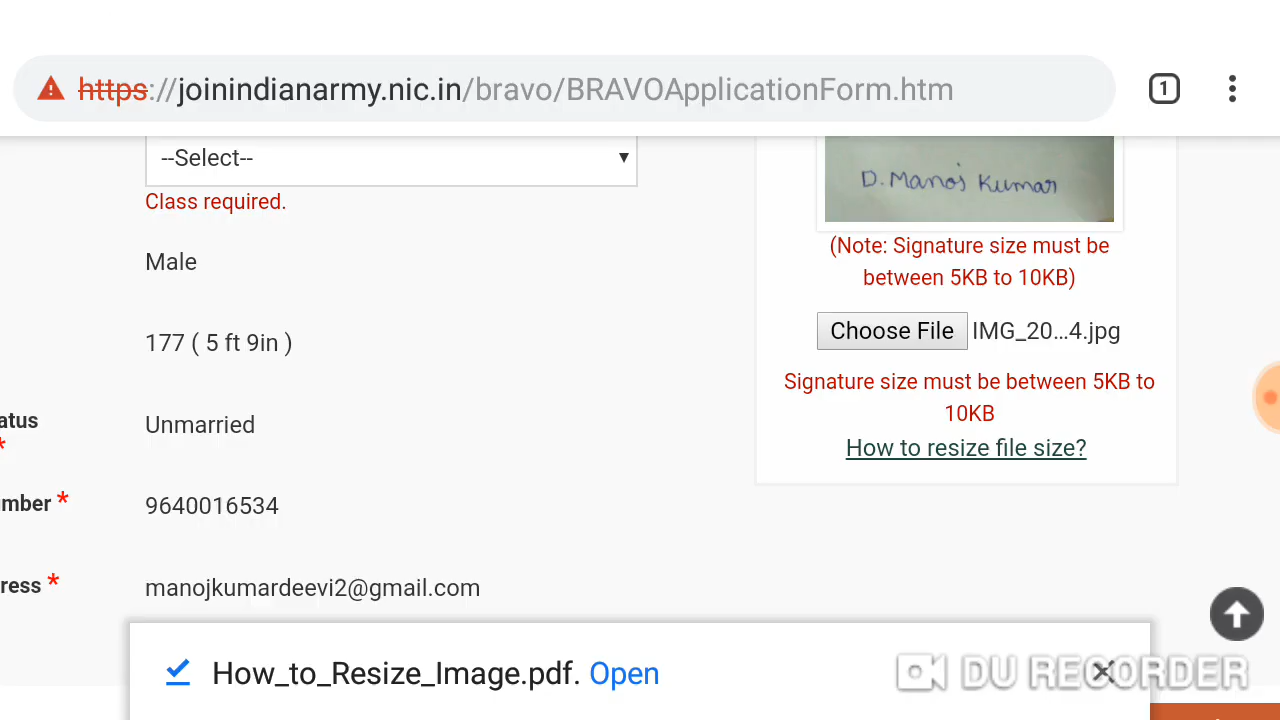 https://joinindianarmy.nic.in/bravo/BRAVOApplicationForm.htm
1
--Select--
Class required.
Male
177 ( 5 ft 9in )
atus
*
Unmarried
umber *
9640016534
ress *
manojkumardeevi2@gmail.com
D. Manoj Kumar
(Note: Signature size must be
between 5KB to 10KB)
Choose File IMG_20...4.jpg
Signature size must be between 5KB to
10KB
How to resize file size?
How_to_Resize_Image.pdf. Open
DU RECORDER